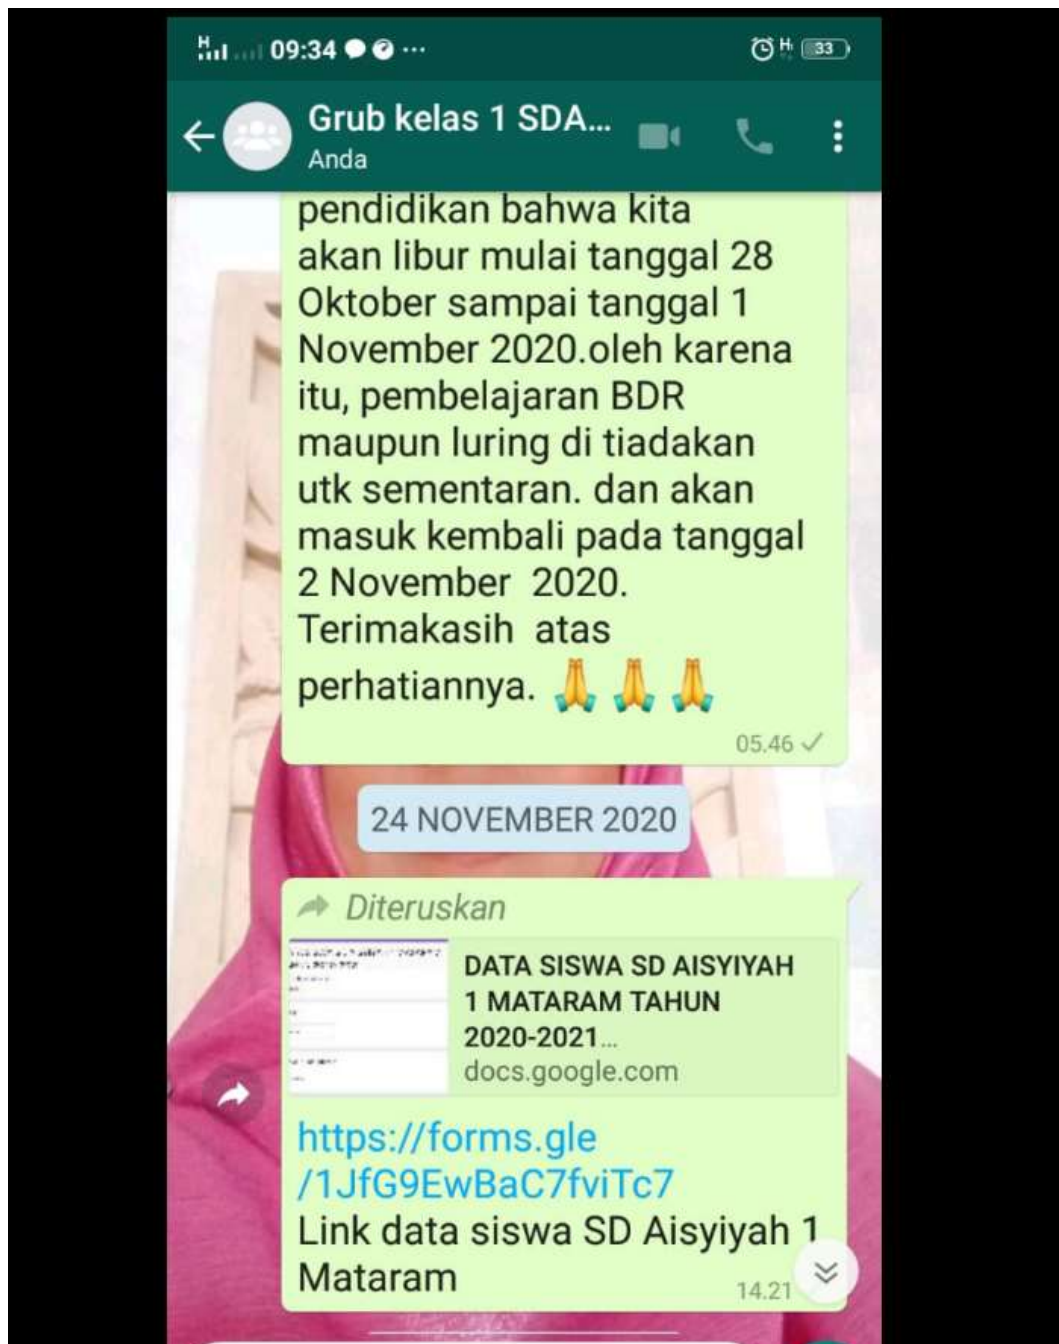 09:34
33
Grub kelas 1 SDA...
Anda
pendidikan bahwa kita
akan libur mulai tanggal 28
Oktober sampai tanggal 1
November 2020.oleh karena
itu, pembelajaran BDR
maupun luring di tiadakan
utk sementaran. dan akan
masuk kembali pada tanggal
2 November  2020.
Terimakasih  atas
perhatiannya. 🙏 🙏 🙏
05.46
24 NOVEMBER 2020
Diteruskan
DATA SISWA SD AISYIYAH
1 MATARAM TAHUN
2020-2021...
docs.google.com
https://forms.gle
/1JfG9EwBaC7fviTc7
Link data siswa SD Aisyiyah 1
Mataram
14.21